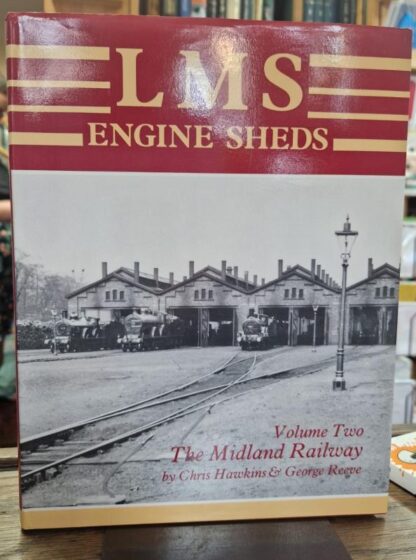 LMS
ENGINE SHEDS
Volume Two
The Midland Railway
by Chris Hawkins & George Reeve